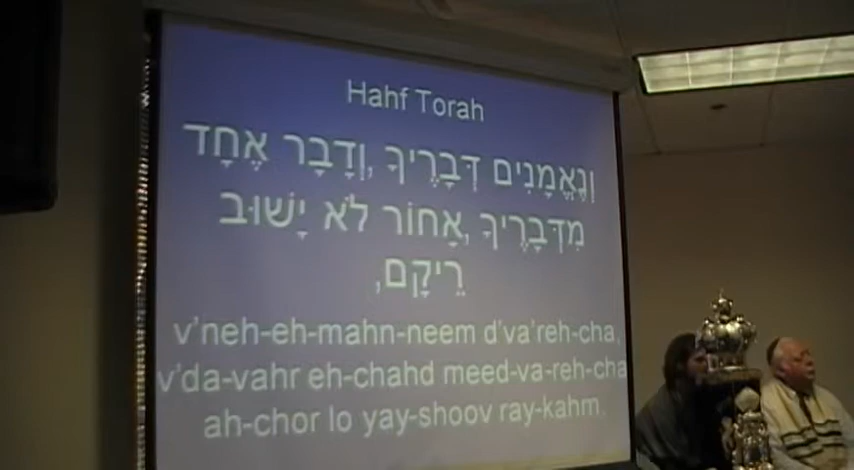 Hahf Torah
וְנֶאֱמָנִים דְּבָרֶיךָ, וְדָבָר אֶחָד
מִדְּבָרֶיךָ, אָחוֹר לֹא יָשׁוּב
רֵיקָם,
v'neh-eh-mahn-neem d'va'reh-cha,
v'da-vahr eh-chahd meed-va-reh-cha
ah-chor lo yay-shoov ray-kahm.